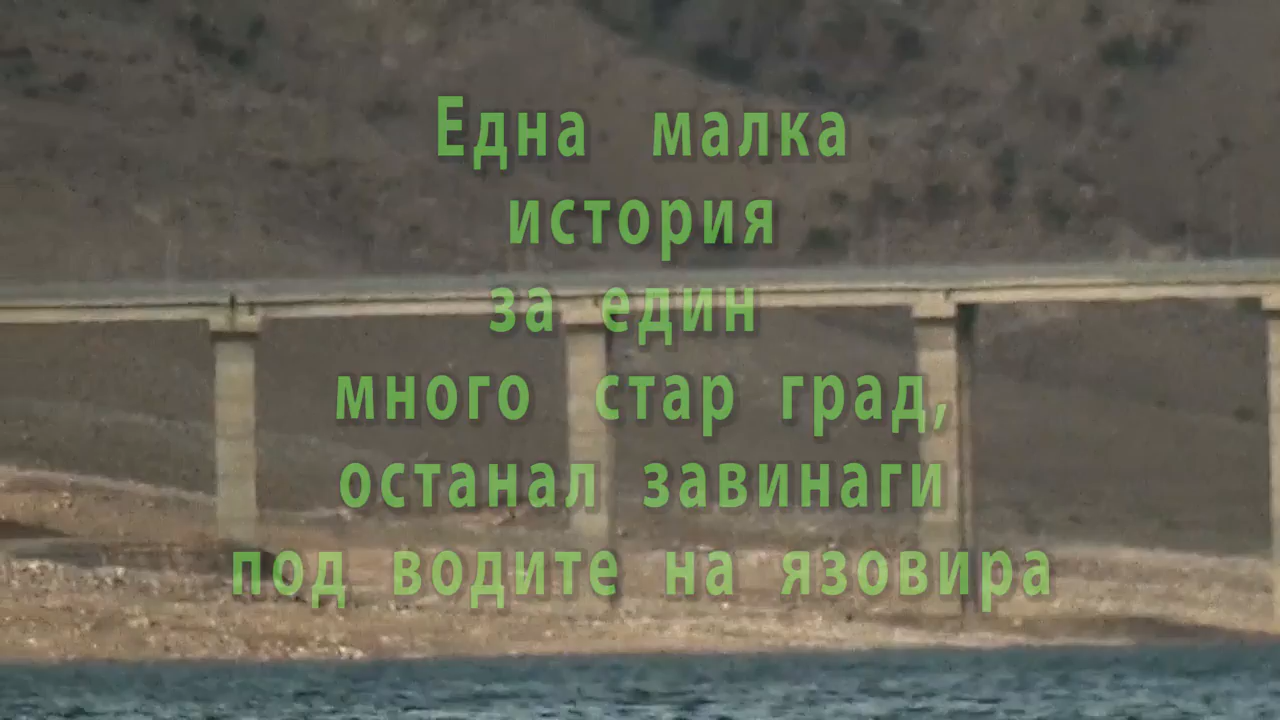 Една малка
история
за един
много стар град,
останал завинаги
под водите на язовира